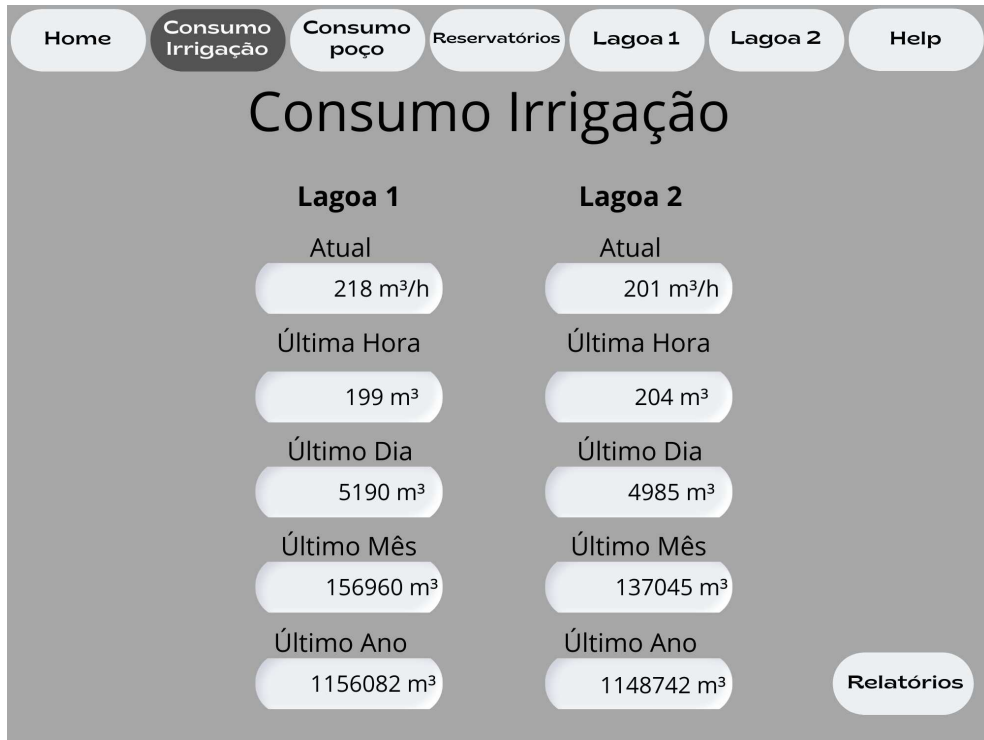 Home
Consumo
Irrigação
Consumo
poço
Reservatórios
Lagoa 1
Lagoa 2
Help
Consumo Irrigação
Lagoa 1
Atual
218 m³/h
Última Hora
199 m³
Último Dia
5190 m³
Último Mês
156960 m³
Último Ano
1156082 m³
Lagoa 2
Atual
201 m³/h
Última Hora
204 m³
Último Dia
4985 m³
Último Mês
137045 m³
Último Ano
1148742 m³
Relatórios